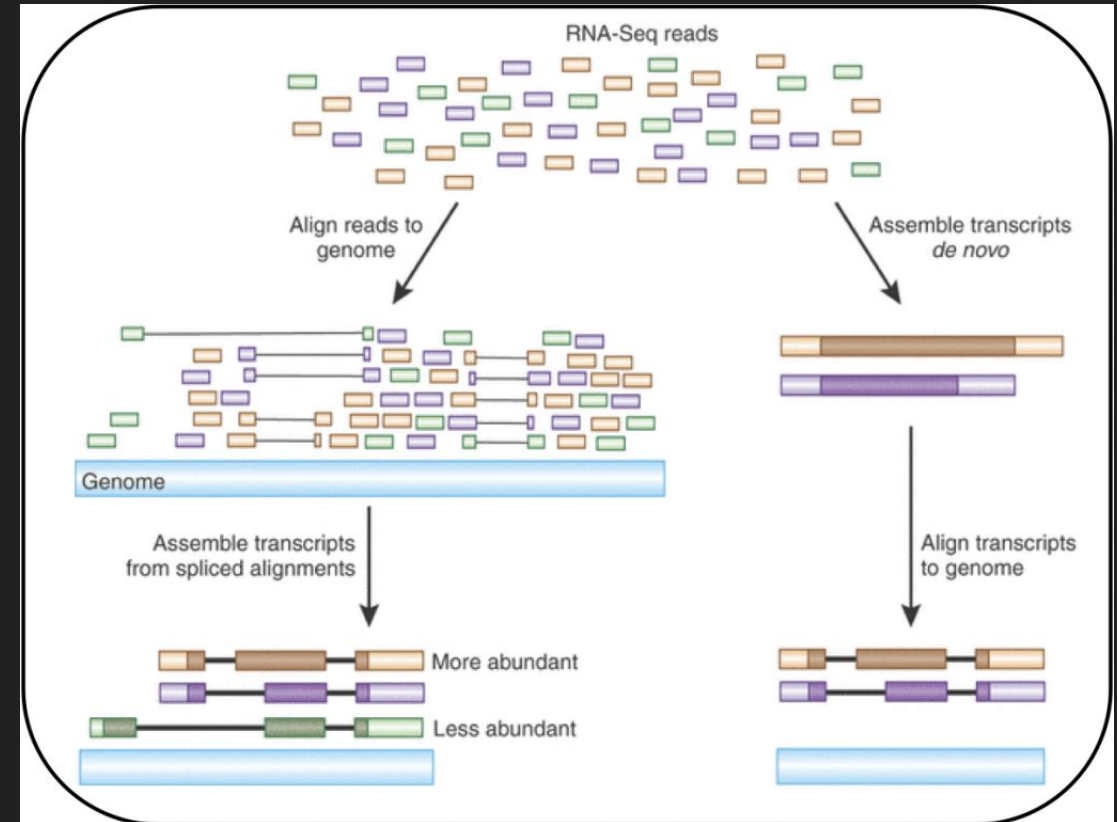 RNA-Seq reads
Align reads to
genome
Assemble transcripts
de novo
Genome
Assemble transcripts
from spliced alignments
Align transcripts
to genome
More abundant
Less abundant